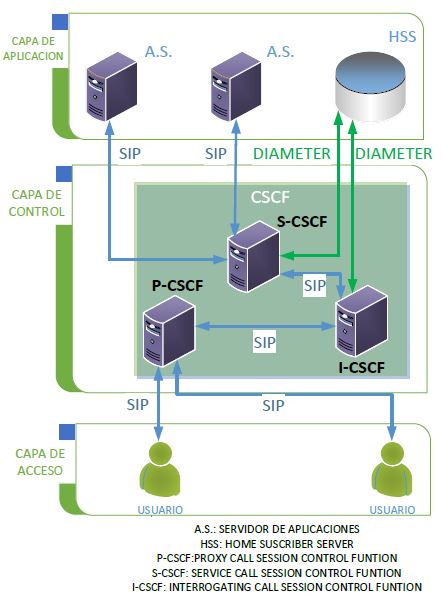 CAPA DE
APLICACION
A.S.
A.S.
HSS
SIP
SIP
DIAMETER
DIAMETER
CAPA DE
CONTROL
CSCF
S-CSCF
P-CSCF
SIP
SIP
I-CSCF
SIP
SIP
CAPA DE
ACCESO
USUARIO
USUARIO
A.S.: SERVIDOR DE APLICACIONES
HSS: HOME SUSCRIBER SERVER
P-CSCF:PROXY CALL SESSION CONTROL FUNTION
S-CSCF: SERVICE CALL SESSION CONTROL FUNTION
I-CSCF: INTERROGATING CALL SESSION CONTROL FUNTION